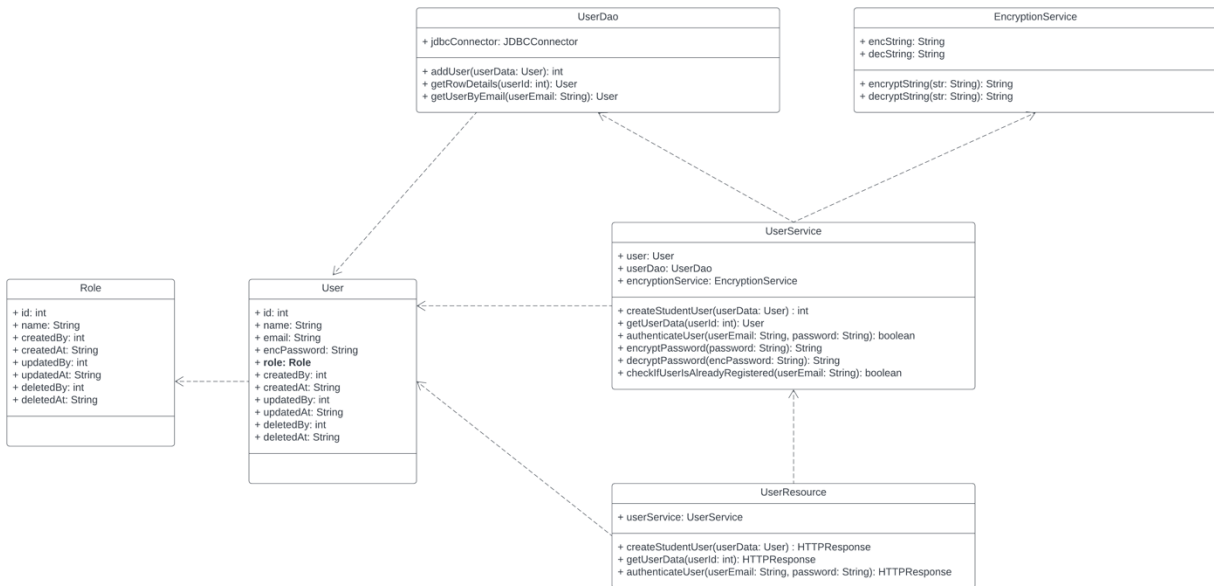 UserDao
+ jdbcConnector: JDBCConnector
+ addUser(userData: User): int
+ getRowDetails(userId: int): User
+ getUserByEmail(userEmail: String): User
EncryptionService
+ encString: String
+ decString: String
+ encryptString(str: String): String
+ decryptString(str: String): String
UserService
+ user: User
+ userDao: UserDao
+ encryptionService: EncryptionService
+ createStudentUser(userData: User) : int
+ getUserData(userId: int): User
+ authenticateUser(userEmail: String, password: String): boolean
+ encryptPassword(password: String): String
+ decryptPassword(encPassword: String): String
+ checkIfUserIsAlreadyRegistered(userEmail: String): boolean
Role
+ id: int
+ name: String
+ createdBy: int
+ createdAt: String
+ updatedBy: int
+ updatedAt: String
+ deletedBy: int
+ deletedAt: String
User
+ id: int
+ name: String
+ email: String
+ encPassword: String
+ role: Role
+ createdBy: int
+ createdAt: String
+ updatedBy: int
+ updatedAt: String
+ deletedBy: int
+ deletedAt: String
UserResource
+ userService: UserService
+ createStudentUser(userData: User) : HTTPResponse
+ getUserData(userId: int): HTTPResponse
+ authenticateUser(userEmail: String, password: String): HTTPResponse